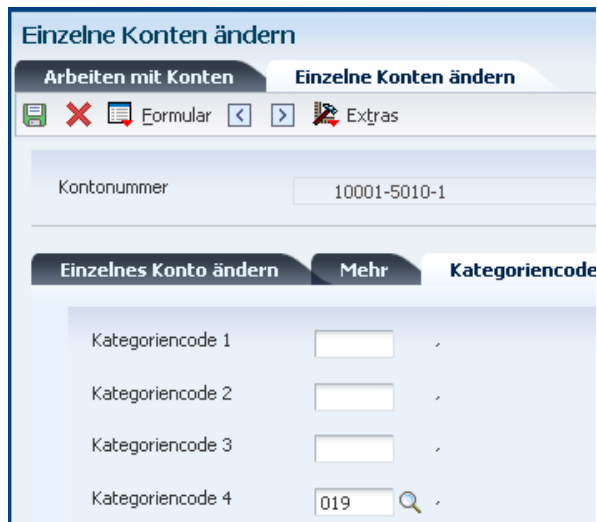 Einzelne Konten ändern
Arbeiten mit Konten Einzelne Konten ändern
Formular Extras
Kontonummer 10001-5010-1
Einzelnes Konto ändern Mehr Kategoriencode
Kategoriencode 1 ,
Kategoriencode 2 ,
Kategoriencode 3 ,
Kategoriencode 4 019 ,